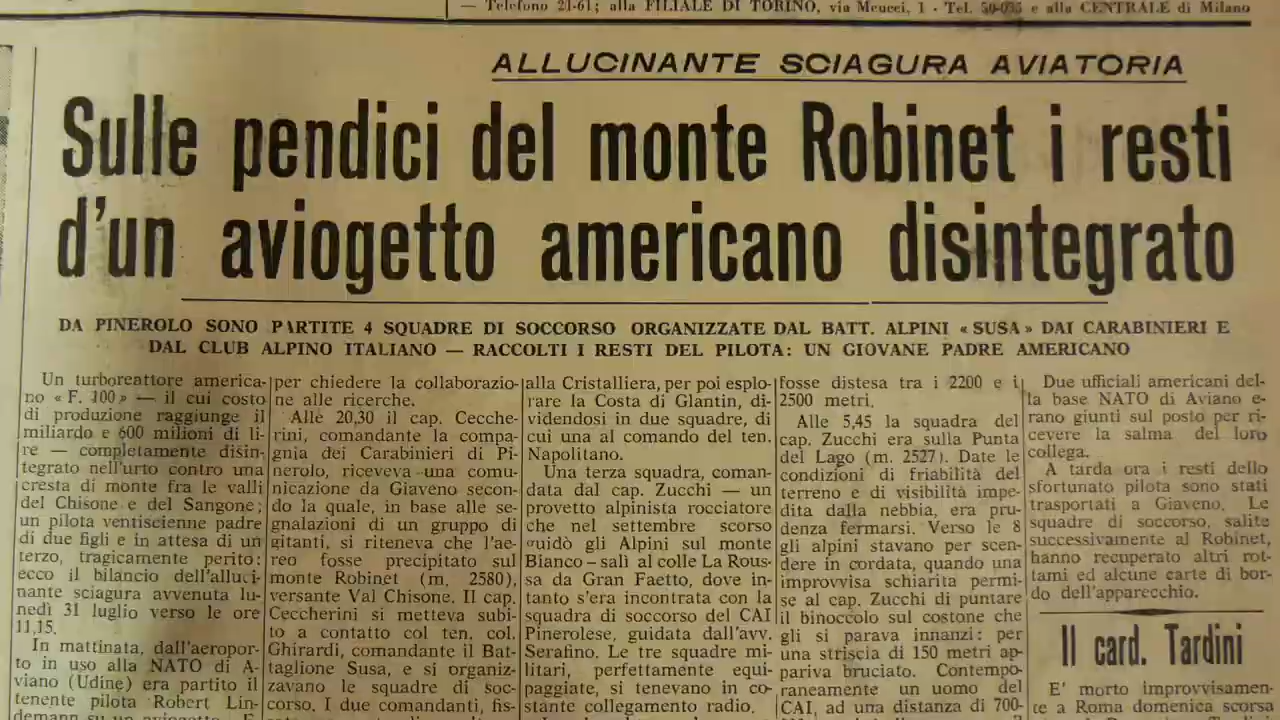 — Telefono 21-61; alla FILIALE DI TORINO, via Meucci, 1 - Tel. 50-035 e alla CENTRALE di Milano
ALLUCINANTE SCIAGURA AVIATORIA
Sulle pendici del monte Robinet i resti
d'un aviogetto americano disintegrato
DA PINEROLO SONO PARTITE 4 SQUADRE DI SOCCORSO ORGANIZZATE DAL BATT. ALPINI « SUSA » DAI CARABINIERI E
DAL CLUB ALPINO ITALIANO — RACCOLTI I RESTI DEL PILOTA: UN GIOVANE PADRE AMERICANO
Un turboreattore america-
no « F. 100 » — il cui costo
di produzione raggiunge il
miliardo e 600 milioni di li-
re — completamente disin-
tegrato nell'urto contro una
cresta di monte fra le valli
del Chisone e del Sangone;
un pilota ventiscienne padre
di due figli e in attesa di un
terzo, tragicamente perito:
ecco il bilancio dell'alluci-
nante sciagura avvenuta lu-
nedì 31 luglio verso le ore
11,15.
In mattinata, dall'aeropor-
to in uso alla NATO di A-
viano (Udine) era partito il
tenente pilota Robert Lin-
demann su un aviogetto
per chiedere la collaborazio-
ne alle ricerche.
Alle 20,30 il cap. Cecche-
rini, comandante la compa-
gnia dei Carabinieri di Pi-
nerolo, riceveva una comu-
nicazione da Giaveno secon-
do la quale, in base alle se-
gnalazioni di un gruppo di
gitanti, si riteneva che l'ae-
reo fosse precipitato sul
monte Robinet (m. 2580),
versante Val Chisone. Il cap.
Ceccherini si metteva subi-
to a contatto col ten. col.
Ghirardi, comandante il Bat-
taglione Susa, e si organiz-
zavano le squadre di soc-
corso. I due comandanti, fis-
alla Cristalliera, per poi esplo-
rare la Costa di Glantin, di-
videndosi in due squadre, di
cui una al comando del ten.
Napolitano.
Una terza squadra, coman-
data dal cap. Zucchi — un
provetto alpinista rocciatore
che nel settembre scorso
guidò gli Alpini sul monte
Bianco – salì al colle La Rous-
sa da Gran Faetto, dove in-
tanto s'era incontrata con la
squadra di soccorso del CAI
Pinerolese, guidata dall'avv.
Serafino. Le tre squadre mi-
litari, perfettamente equi-
paggiate, si tenevano in co-
stante collegamento radio.
fosse distesa tra i 2200 e i
2500 metri.
Alle 5,45 la squadra del
cap. Zucchi era sulla Punta
del Lago (m. 2527). Date le
condizioni di friabilità del
terreno e di visibilità impe-
dita dalla nebbia, era pru-
denza fermarsi. Verso le 8
gli alpini stavano per scen-
dere in cordata, quando una
improvvisa schiarita permi-
se al cap. Zucchi di puntare
il binoccolo sul costone che
gli si parava innanzi: per
una striscia di 150 metri ap-
pariva bruciato. Contempo-
raneamente un uomo del
CAI, ad una distanza di 700-
Due ufficiali americani del-
la base NATO di Aviano e-
rano giunti sul posto per ri-
cevere la salma del loro
collega.
A tarda ora i resti dello
sfortunato pilota sono stati
trasportati a Giaveno. Le
squadre di soccorso, salite
successivamente al Robinet,
hanno recuperato altri rot-
tami ed alcune carte di bor-
do dell'apparecchio.
Il card. Tardini
E' morto improvvisamen-
te a Roma domenica scorsa